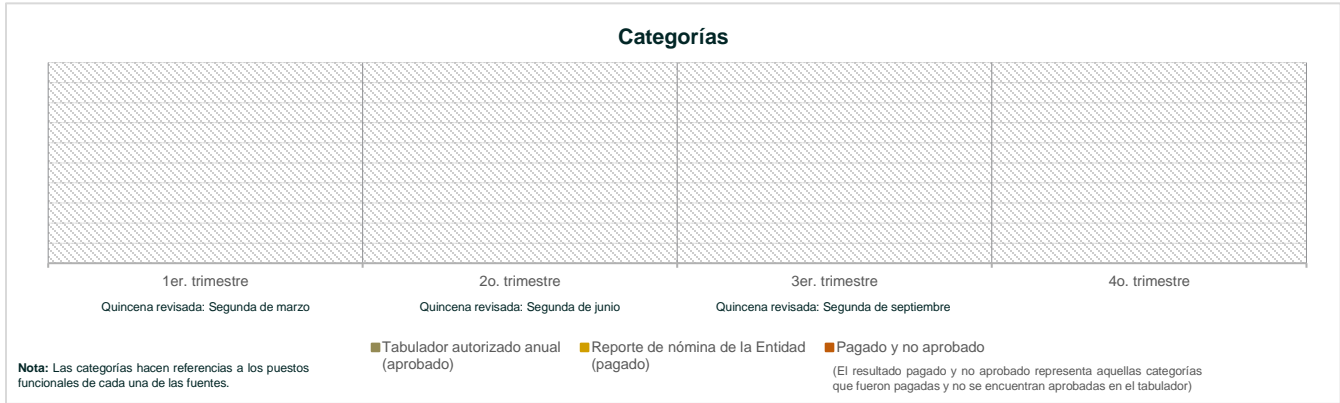 Categorías
1er. trimestre
2o. trimestre
3er. trimestre
4o. trimestre
Quincena revisada: Segunda de marzo
Quincena revisada: Segunda de junio
Quincena revisada: Segunda de septiembre
Tabulador autorizado anual
(aprobado)
Reporte de nómina de la Entidad
(pagado)
Pagado y no aprobado
(El resultado pagado y no aprobado representa aquellas categorías
que fueron pagadas y no se encuentran aprobadas en el tabulador)
Nota: Las categorías hacen referencias a los puestos
funcionales de cada una de las fuentes.